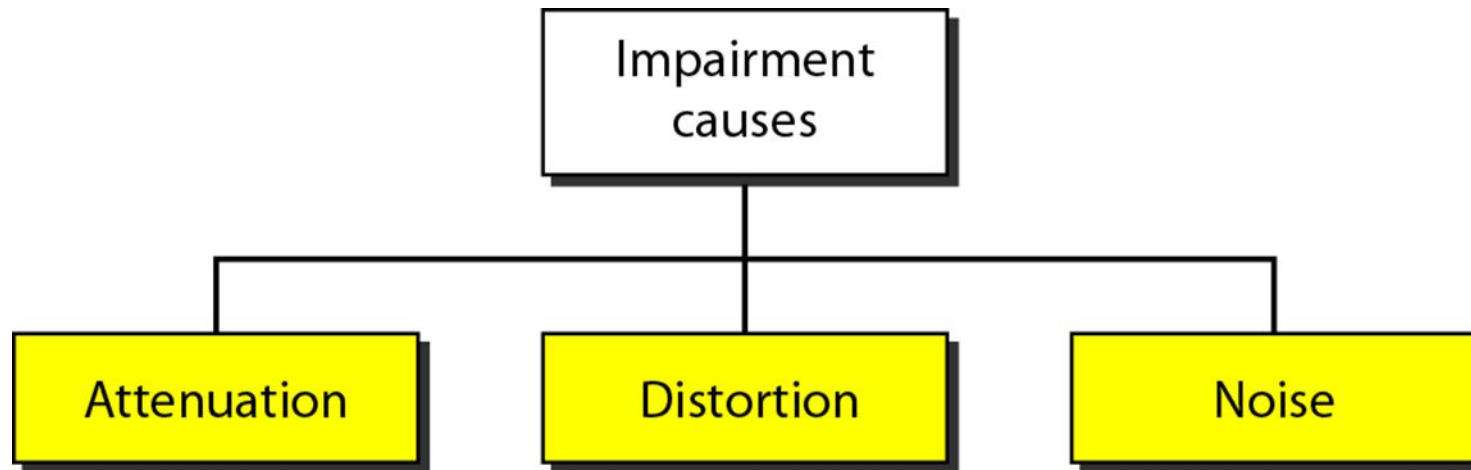 Impairment
causes
Attenuation
Distortion
Noise